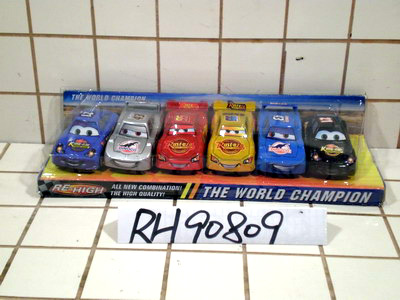 THE WORLD CHAMPION
RE-HIGH
ALL NEW COMBINATION!
THE HIGH QUALITY!
THE WORLD CHAMPION
RH90809